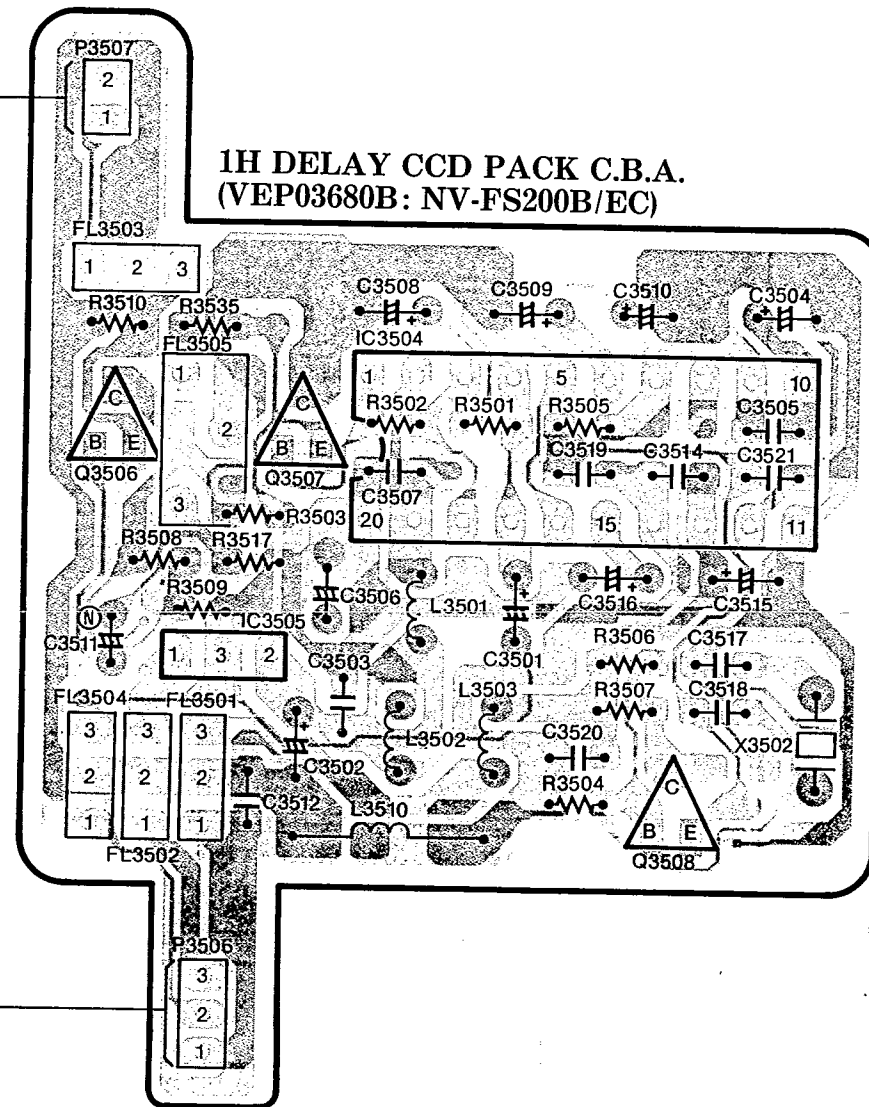 P3507
2
1
1H DELAY CCD PACK C.B.A.
(VEP03680B: NV-FS200B/EC)
FL3503
1 2 3
C3508 C3509 C3510 C3504
R3510 R3535
+ + + +
FL3505 IC3504
1 1 5 10
C C
R3502 R3501 R3505 C3505
2
B E B E
Q3506 Q3507 C3519 C3514 C3521
3 C3507
R3503 20 15 11
R3508 R3517
+ + +
R3509 C3506 L3501 C3516 C3515
N
IC3505
C3511 C3501 R3506 C3517
1 3 2 C3503
FL3504 FL3501 L3503 R3507 C3518
3 3 3 +
L3502 C3520 X3502
2 2 2 C3502
C3512 L3510 R3504 C
1 1 1 B E
FL3502 Q3508
P3506
3
2
1